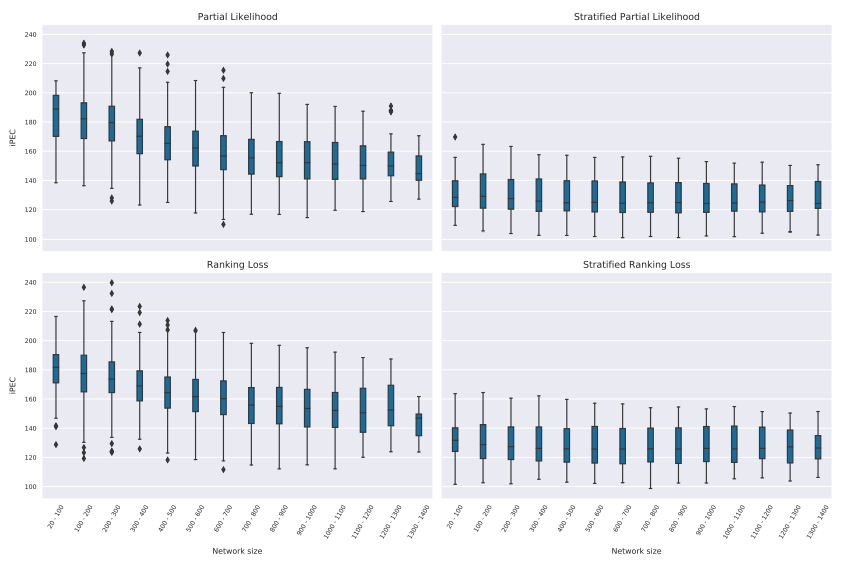 Partial Likelihood
Stratified Partial Likelihood
240
220
200
180
160
140
120
100
iPEC
Ranking Loss
Stratified Ranking Loss
240
220
200
180
160
140
120
100
iPEC
20 - 100
100 - 200
200 - 300
300 - 400
400 - 500
500 - 600
600 - 700
700 - 800
800 - 900
900 - 1000
1000 - 1100
1100 - 1200
1200 - 1300
1300 - 1400
20 - 100
100 - 200
200 - 300
300 - 400
400 - 500
500 - 600
600 - 700
700 - 800
800 - 900
900 - 1000
1000 - 1100
1100 - 1200
1200 - 1300
1300 - 1400
Network size
Network size